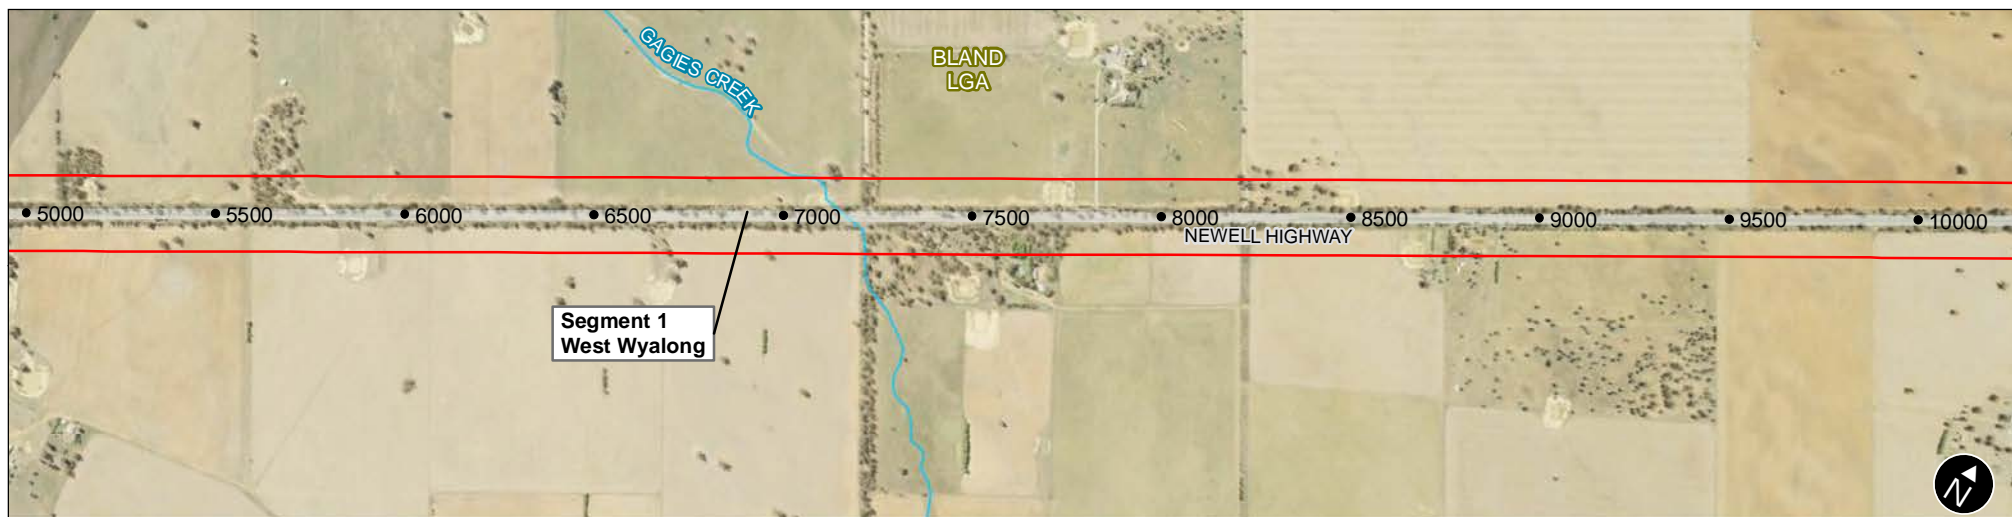 GAGIES CREEK
BLAND
LGA
5000
5500
6000
6500
7000
7500
8000
8500
9000
9500
10000
NEWELL HIGHWAY
Segment 1
West Wyalong
N